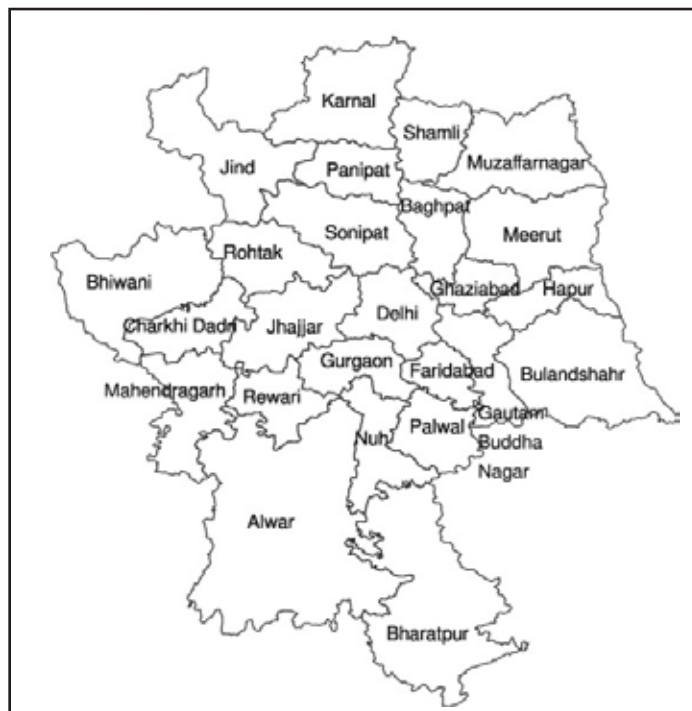 Karnal
Shamli
Muzaffarnagar
Jind
Panipat
Baghpat
Sonipat
Meerut
Rohtak
Bhiwani
Ghaziabad
Hapur
Charkhi Dadri
Jhajjar
Delhi
Gurgaon
Faridabad
Bulandshahr
Mahendragarh
Rewari
Gautam
Buddha
Nagar
Nuh
Palwal
Alwar
Bharatpur